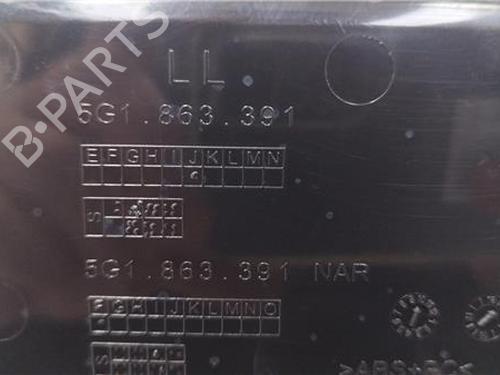 B-PARTS
LL
5G1.863.391
EFGHIJKLMN
S
5G1.863.391 NAR
FGHIJKLMNO
S
>ABS+PC<